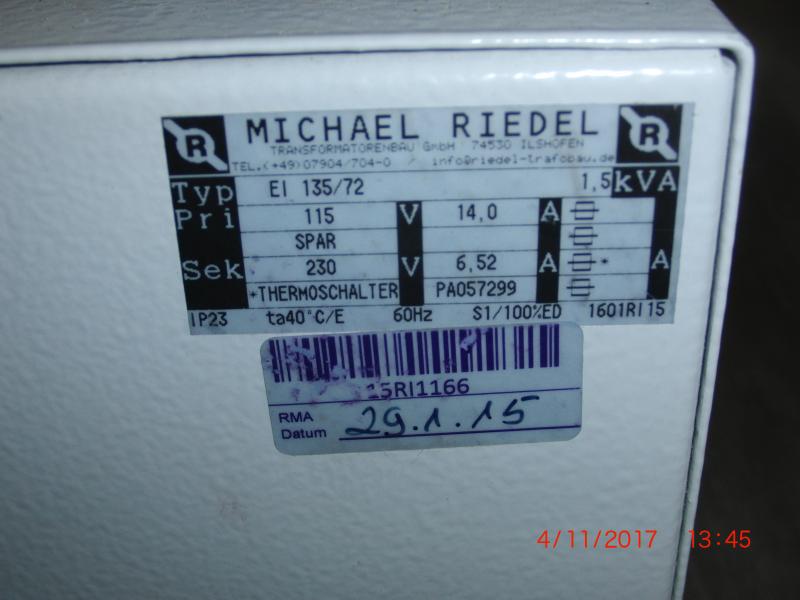 R MICHAEL RIEDEL R
TRANSFORMATORENBAU GmbH / 74530 ILSHOFEN
TEL.(+49)07904/704-0 / info@riedel-trafobau.de
Typ EI 135/72 1,5 kVA
Pri 115 V 14,0 A
SPAR
Sek 230 V 6,52 A * A
*THERMOSCHALTER PA057299
IP23 ta40°C/E 60Hz S1/100%ED 1601RI15
15RI1166
RMA
Datum 29.1.15
4/11/2017 13:45